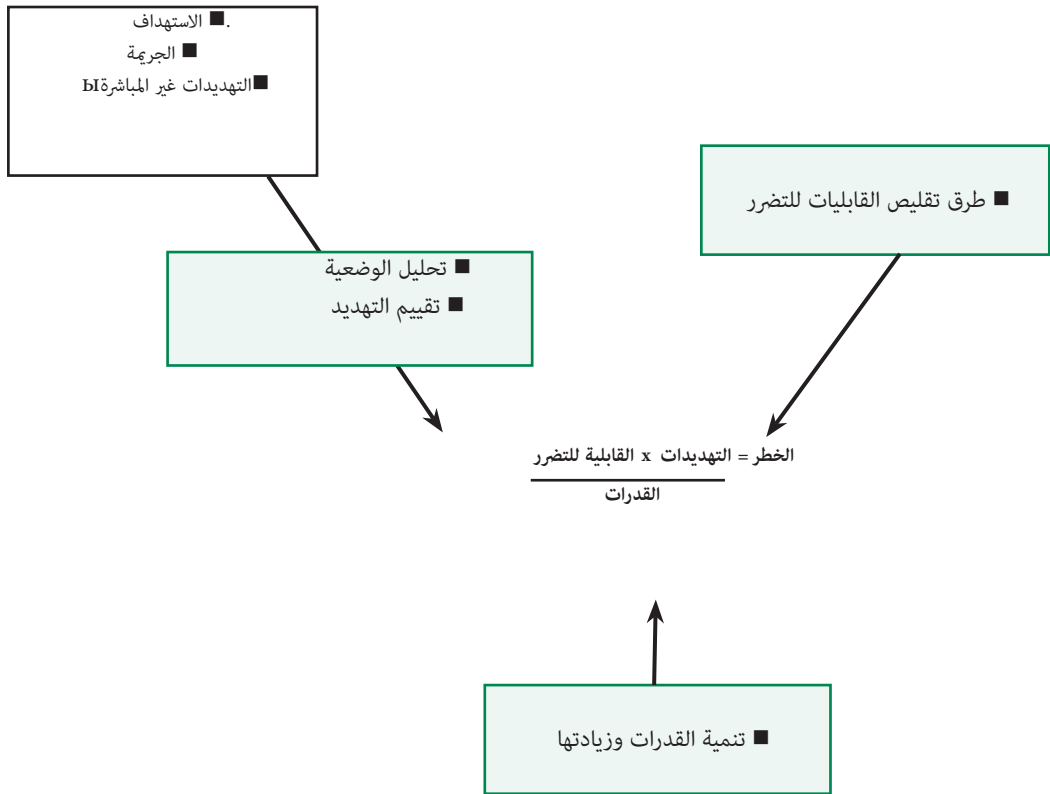 ■ الاستهداف.
■ الجريمة
■التهديدات غير المباشرةЫ
■ طرق تقليص القابليات للتضرر
■ تحليل الوضعية
■ تقييم التهديد
الخطر = التهديدات x القابلية للتضرر
القدرات
■ تنمية القدرات وزيادتها